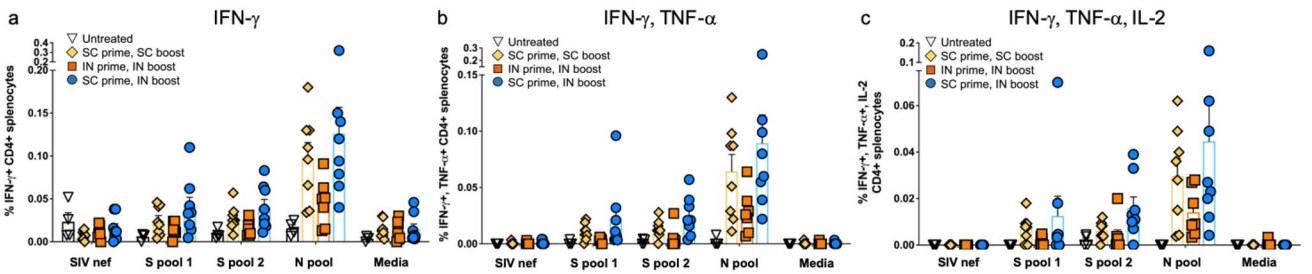 a
IFN-γ
% IFN-γ+ CD4+ splenocytes
0.4
0.3
0.2
0.20
0.15
0.10
0.05
0.00
Untreated
SC prime, SC boost
IN prime, IN boost
SC prime, IN boost
SIV nef S pool 1 S pool 2 N pool Media
b
IFN-γ, TNF-α
% IFN-γ+, TNF-α+ CD4+ splenocytes
0.3
0.2
0.15
0.10
0.05
0.00
Untreated
SC prime, SC boost
IN prime, IN boost
SC prime, IN boost
SIV nef S pool 1 S pool 2 N pool Media
c
IFN-γ, TNF-α, IL-2
% IFN-γ+, TNF-α+, IL-2
CD4+ splenocytes
0.2
0.1
0.06
0.04
0.02
0.00
Untreated
SC prime, SC boost
IN prime, IN boost
SC prime, IN boost
SIV nef S pool 1 S pool 2 N pool Media